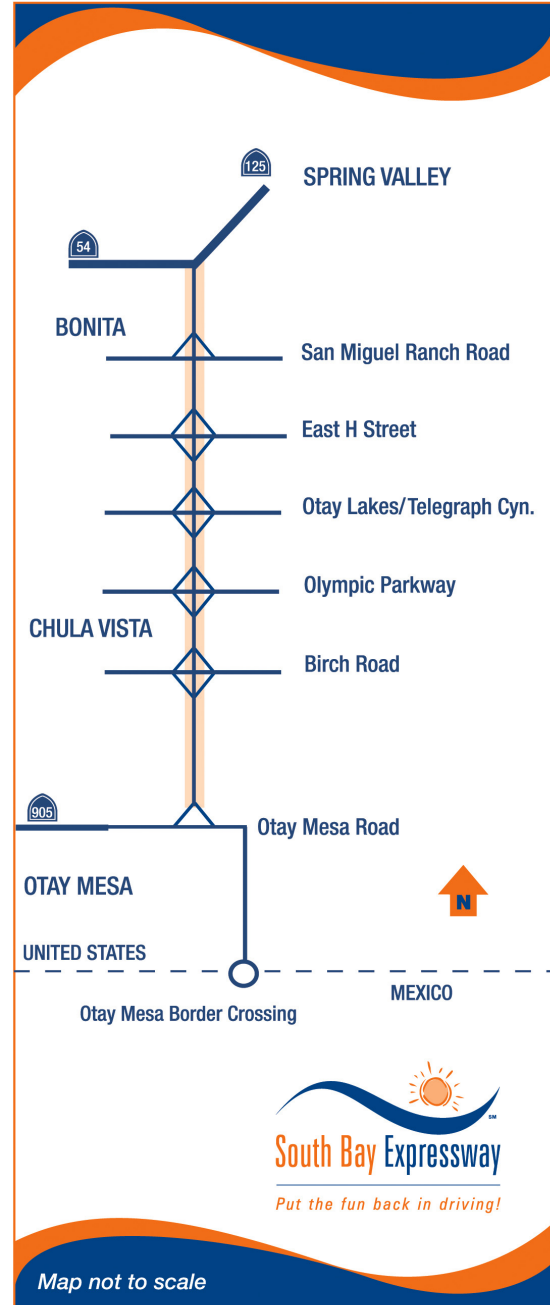 125
SPRING VALLEY
54
BONITA
San Miguel Ranch Road
East H Street
Otay Lakes/Telegraph Cyn.
Olympic Parkway
CHULA VISTA
Birch Road
905
Otay Mesa Road
OTAY MESA
N
UNITED STATES
MEXICO
Otay Mesa Border Crossing
SM
South Bay Expressway
Put the fun back in driving!
Map not to scale